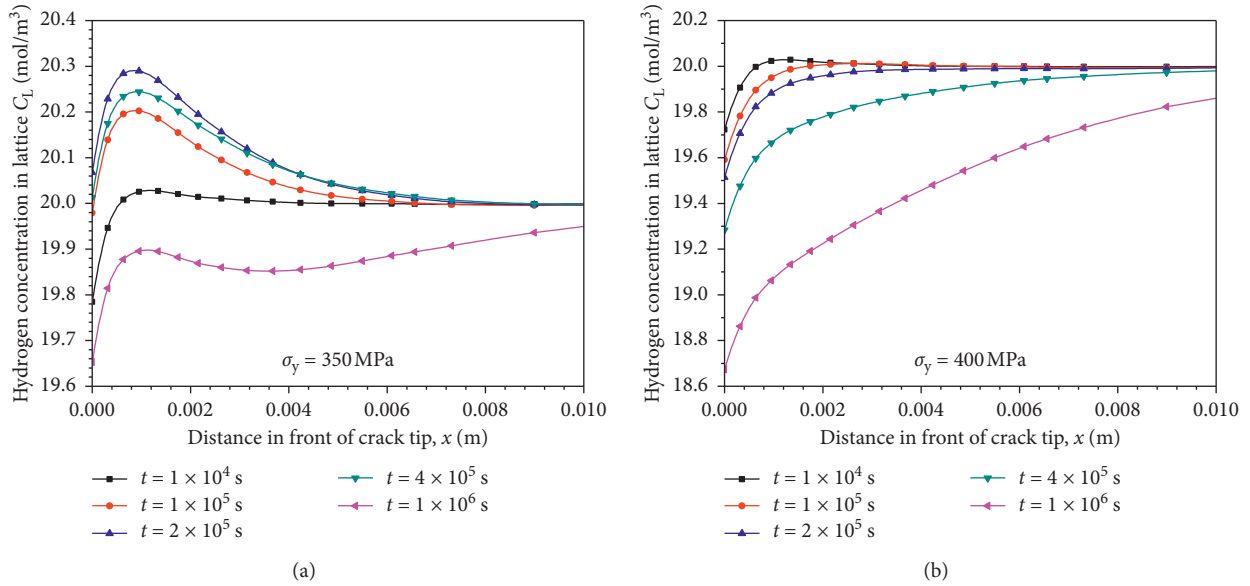 20.4
20.3
20.2
20.1
20.0
19.9
19.8
19.7
19.6
Hydrogen concentration in lattice C_L (mol/m³)
σ_y = 350 MPa
0.000 0.002 0.004 0.006 0.008 0.010
Distance in front of crack tip, x (m)
t = 1 × 10⁴ s
t = 1 × 10⁵ s
t = 2 × 10⁵ s
t = 4 × 10⁵ s
t = 1 × 10⁶ s
(a)
20.2
20.0
19.8
19.6
19.4
19.2
19.0
18.8
18.6
Hydrogen concentration in lattice C_L (mol/m³)
σ_y = 400 MPa
0.000 0.002 0.004 0.006 0.008 0.010
Distance in front of crack tip, x (m)
t = 1 × 10⁴ s
t = 1 × 10⁵ s
t = 2 × 10⁵ s
t = 4 × 10⁵ s
t = 1 × 10⁶ s
(b)